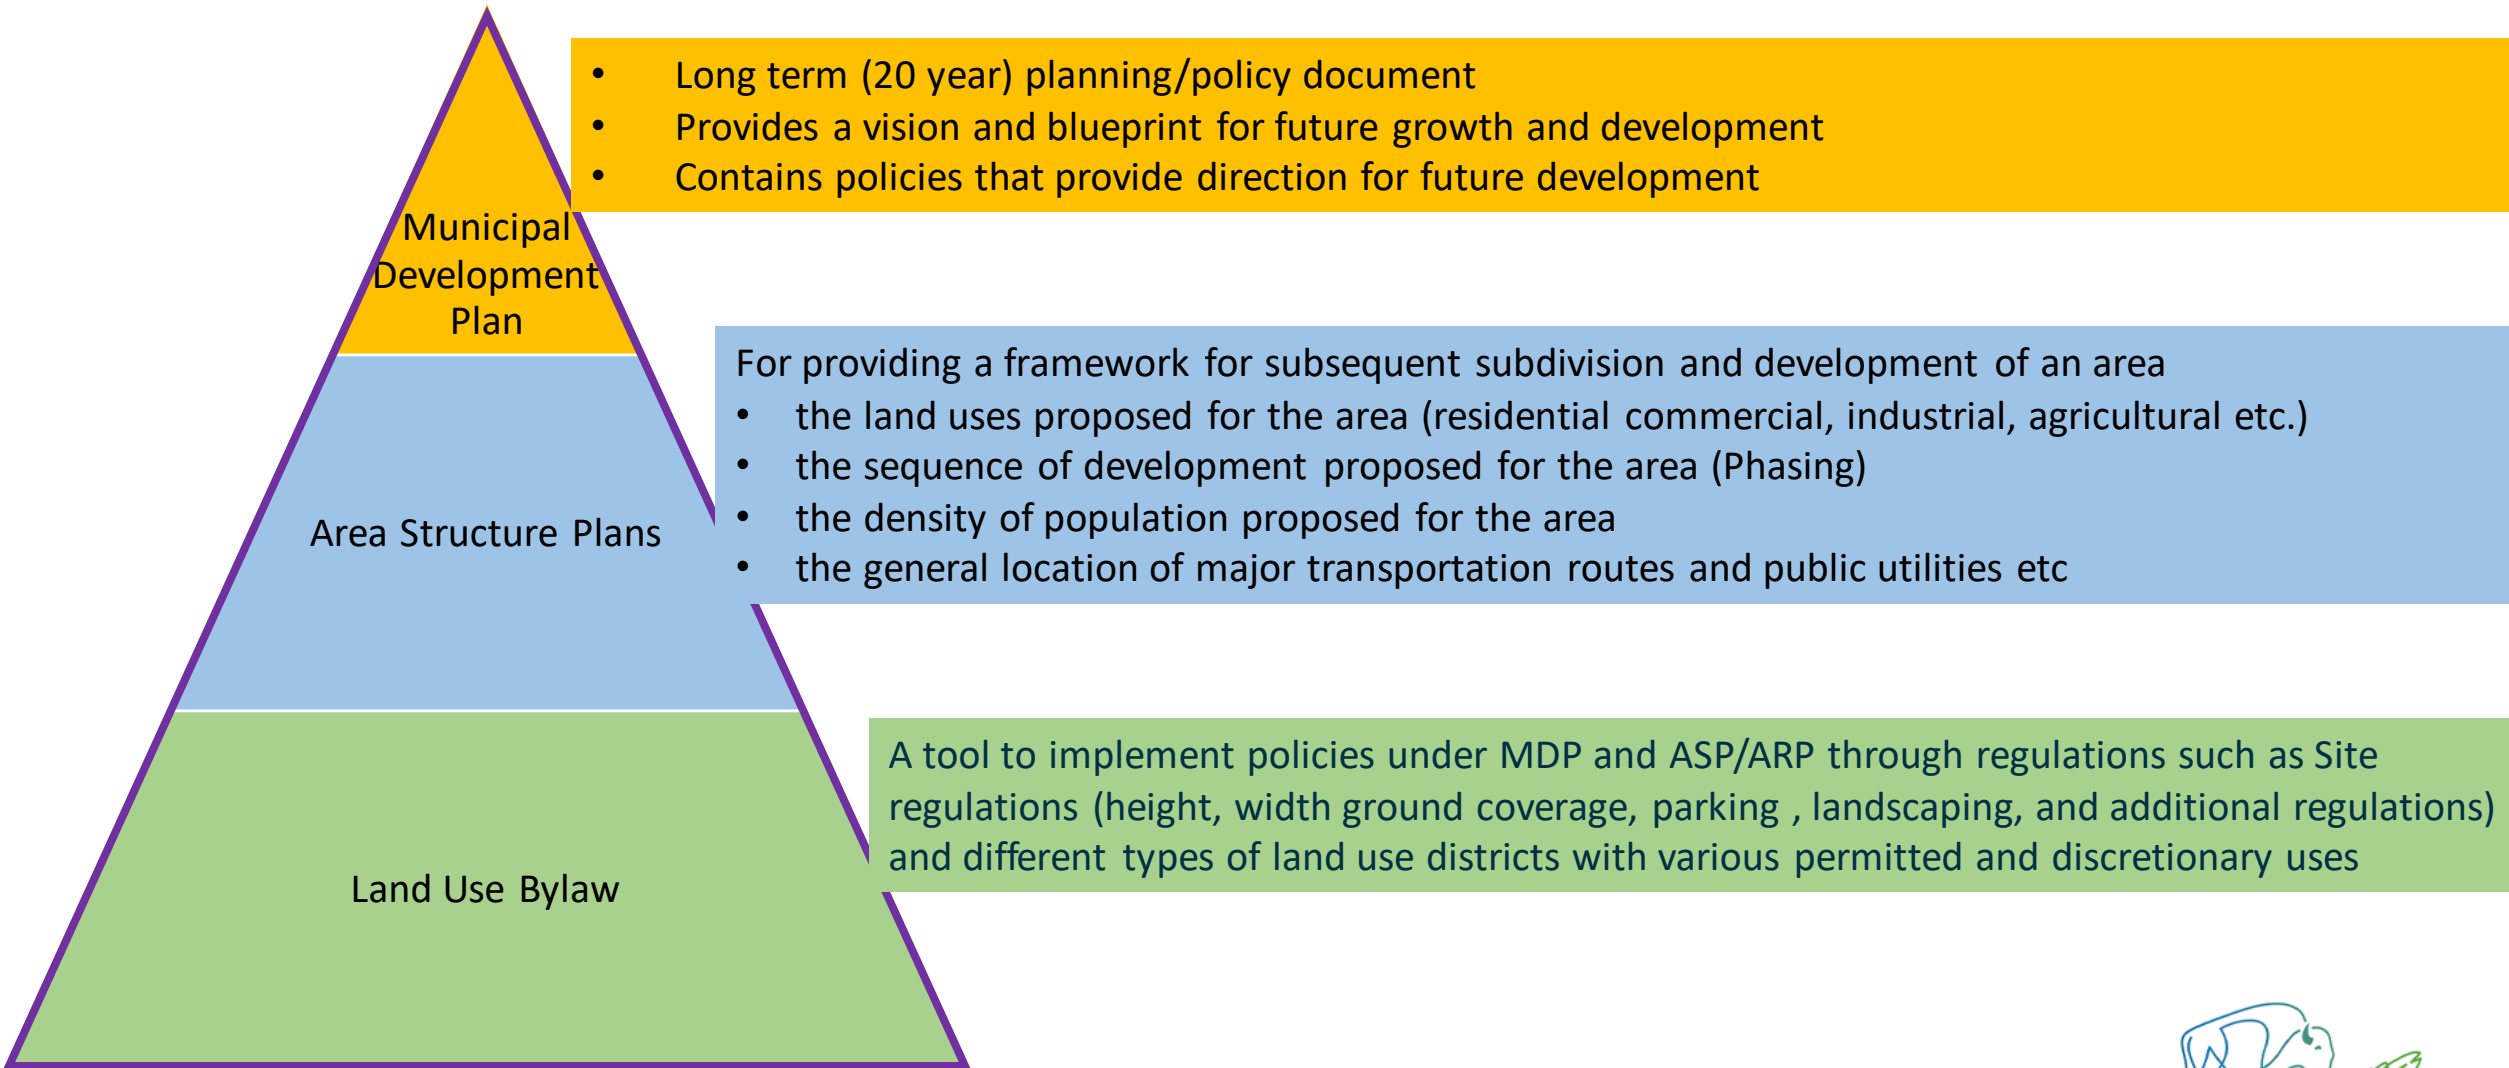 • Long term (20 year) planning/policy document
• Provides a vision and blueprint for future growth and development
• Contains policies that provide direction for future development
Municipal
Development
Plan
For providing a framework for subsequent subdivision and development of an area
• the land uses proposed for the area (residential commercial, industrial, agricultural etc.)
• the sequence of development proposed for the area (Phasing)
• the density of population proposed for the area
• the general location of major transportation routes and public utilities etc
Area Structure Plans
A tool to implement policies under MDP and ASP/ARP through regulations such as Site
regulations (height, width ground coverage, parking , landscaping, and additional regulations)
and different types of land use districts with various permitted and discretionary uses
Land Use Bylaw